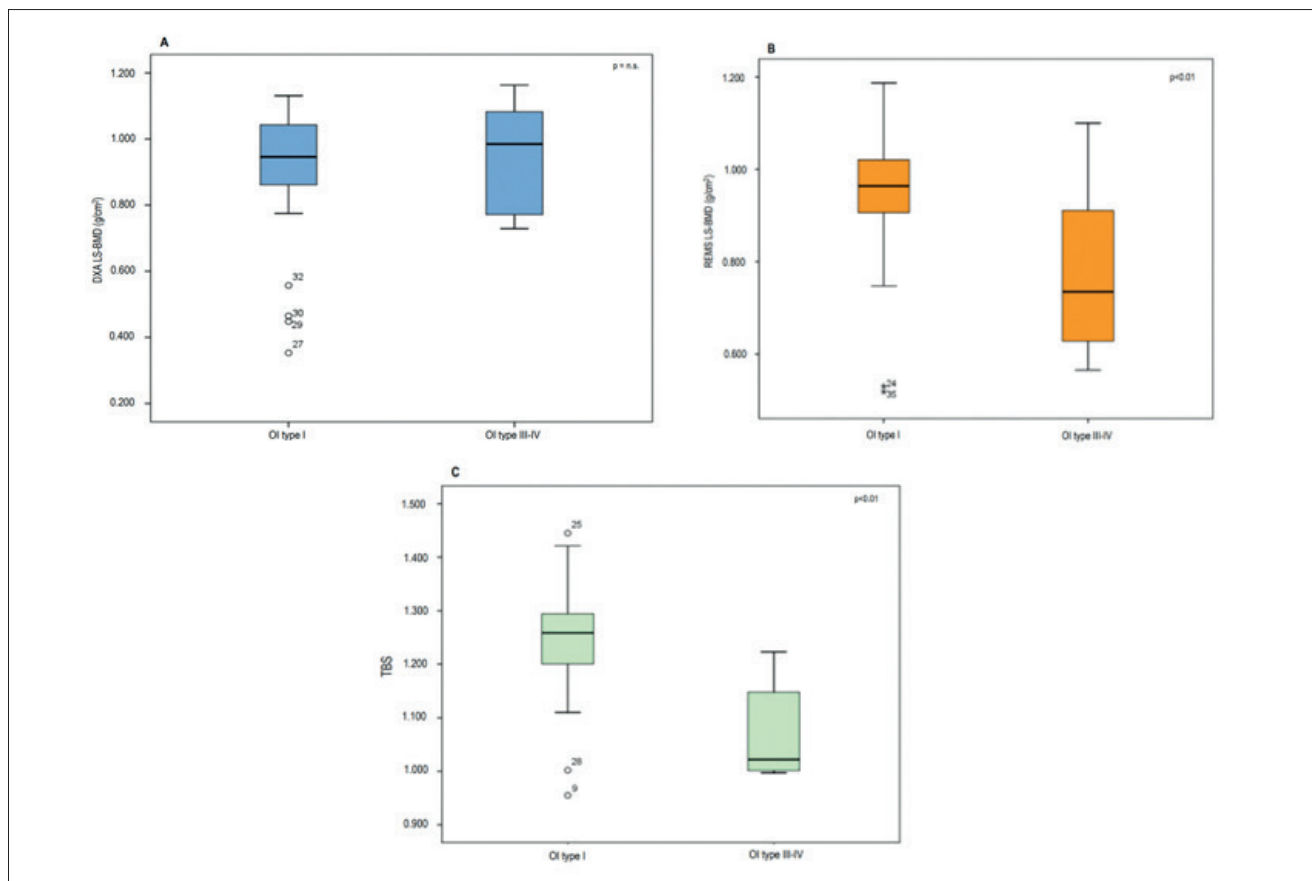 A
p = n.s.
DXA LS-BMD (g/cm²)
1.200
1.000
0.800
0.600
0.400
0.200
32
30
29
27
OI type I
OI type III-IV
B
p<0.01
REMS LS-BMD (g/cm²)
1.200
1.000
0.800
0.600
24
35
OI type I
OI type III-IV
C
p<0.01
TBS
1.500
1.400
1.300
1.200
1.100
1.000
0.900
25
28
9
OI type I
OI type III-IV